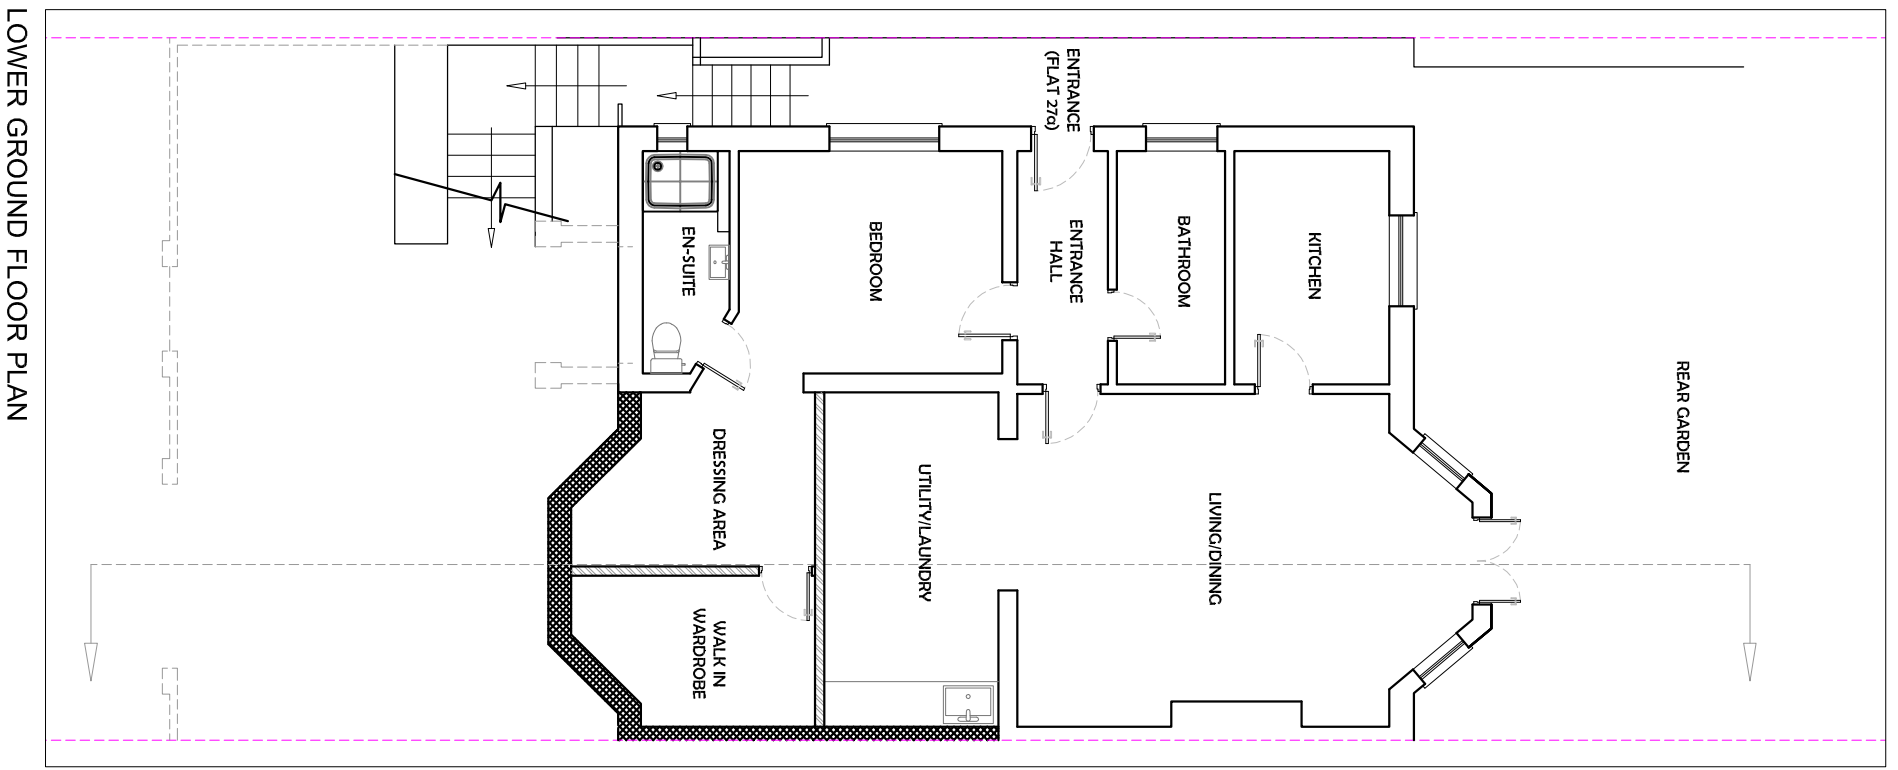 LOWER GROUND FLOOR PLAN
ENTRANCE
(FLAT 27a)
EN-SUITE
BEDROOM
ENTRANCE
HALL
BATHROOM
KITCHEN
REAR GARDEN
DRESSING AREA
UTILITY/LAUNDRY
LIVING/DINING
WALK IN
WARDROBE